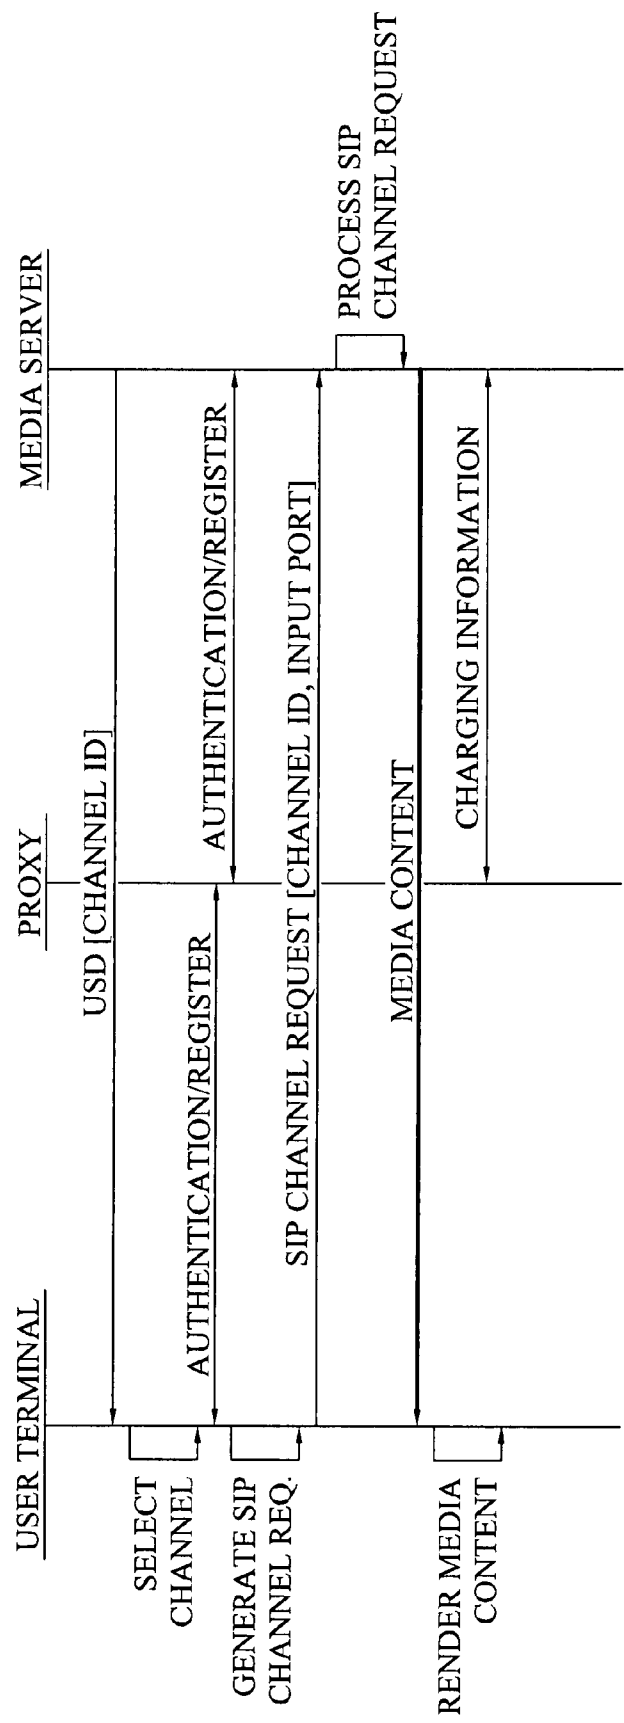 USER TERMINAL
PROXY
MEDIA SERVER
USD [CHANNEL ID]
SELECT
CHANNEL
AUTHENTICATION/REGISTER
AUTHENTICATION/REGISTER
GENERATE SIP
CHANNEL REQ.
SIP CHANNEL REQUEST [CHANNEL ID, INPUT PORT]
PROCESS SIP
CHANNEL REQUEST
MEDIA CONTENT
RENDER MEDIA
CONTENT
CHARGING INFORMATION